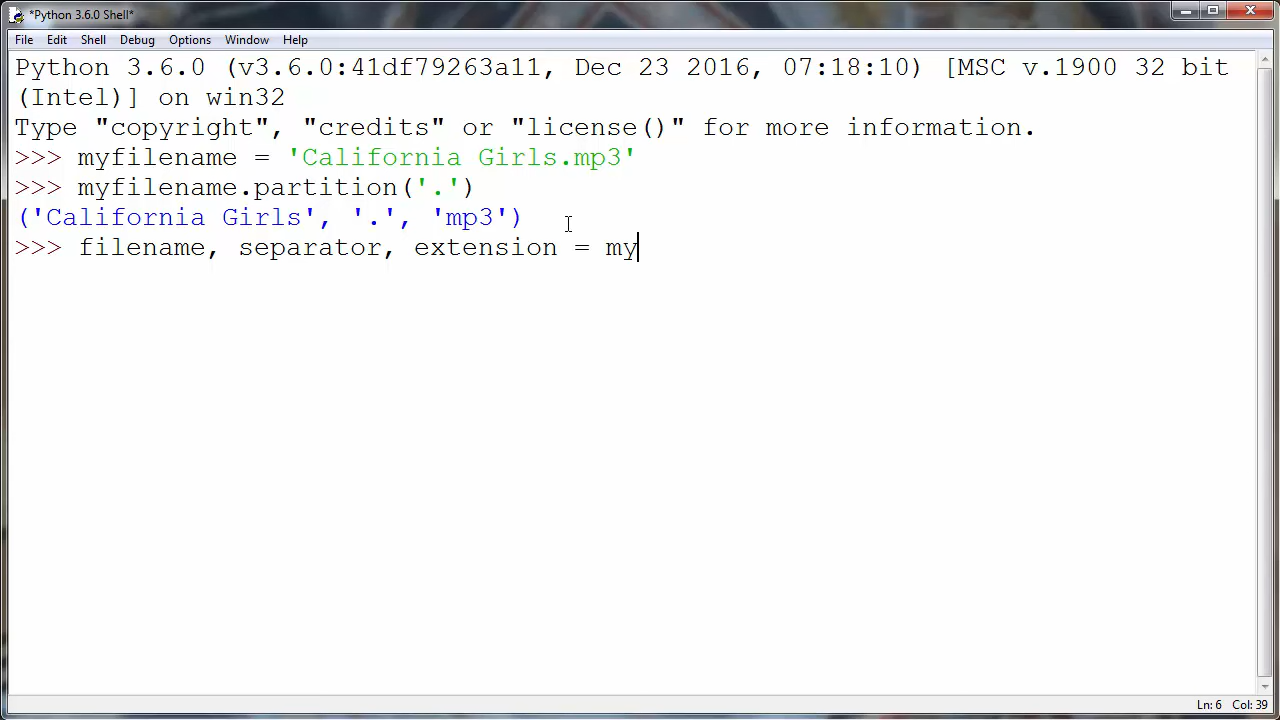 *Python 3.6.0 Shell*
File Edit Shell Debug Options Window Help
Python 3.6.0 (v3.6.0:41df79263a11, Dec 23 2016, 07:18:10) [MSC v.1900 32 bit
(Intel)] on win32
Type "copyright", "credits" or "license()" for more information.
>>> myfilename = 'California Girls.mp3'
>>> myfilename.partition('.')
('California Girls', '.', 'mp3')
>>> filename, separator, extension = my
Ln: 6 Col: 39